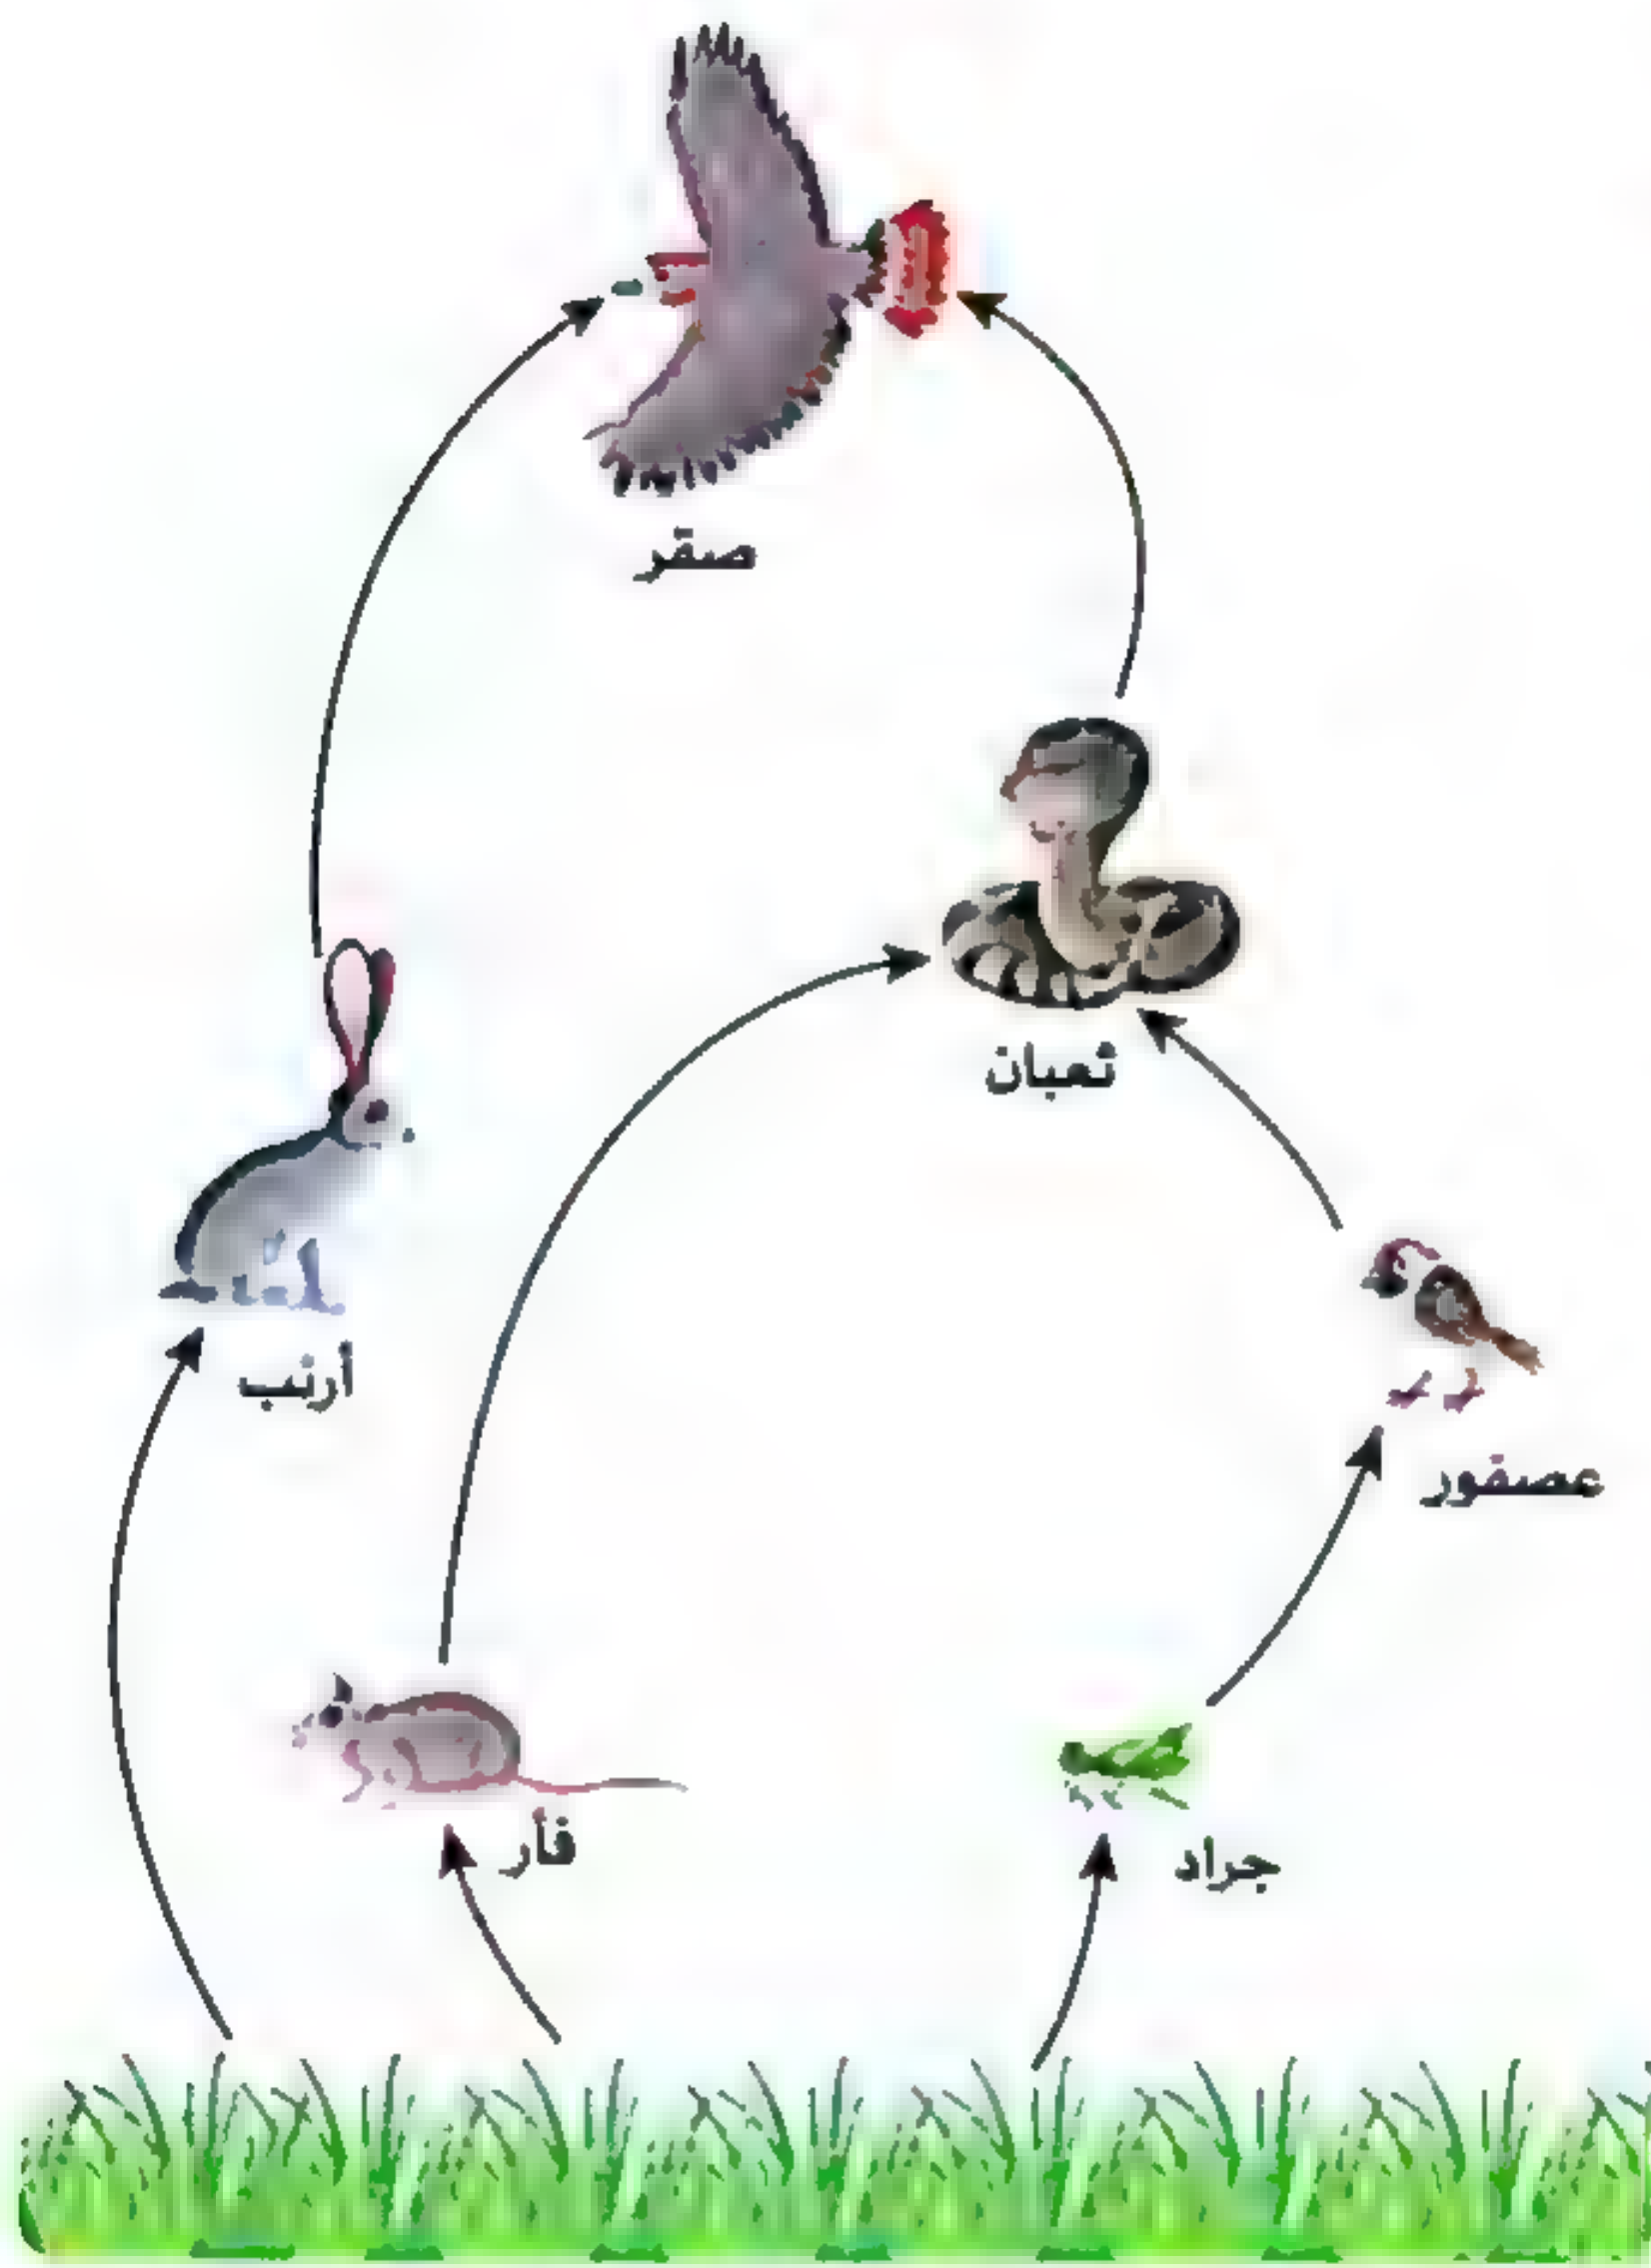 صقر
ثعبان
أرنب
عصفور
فأر
جراد